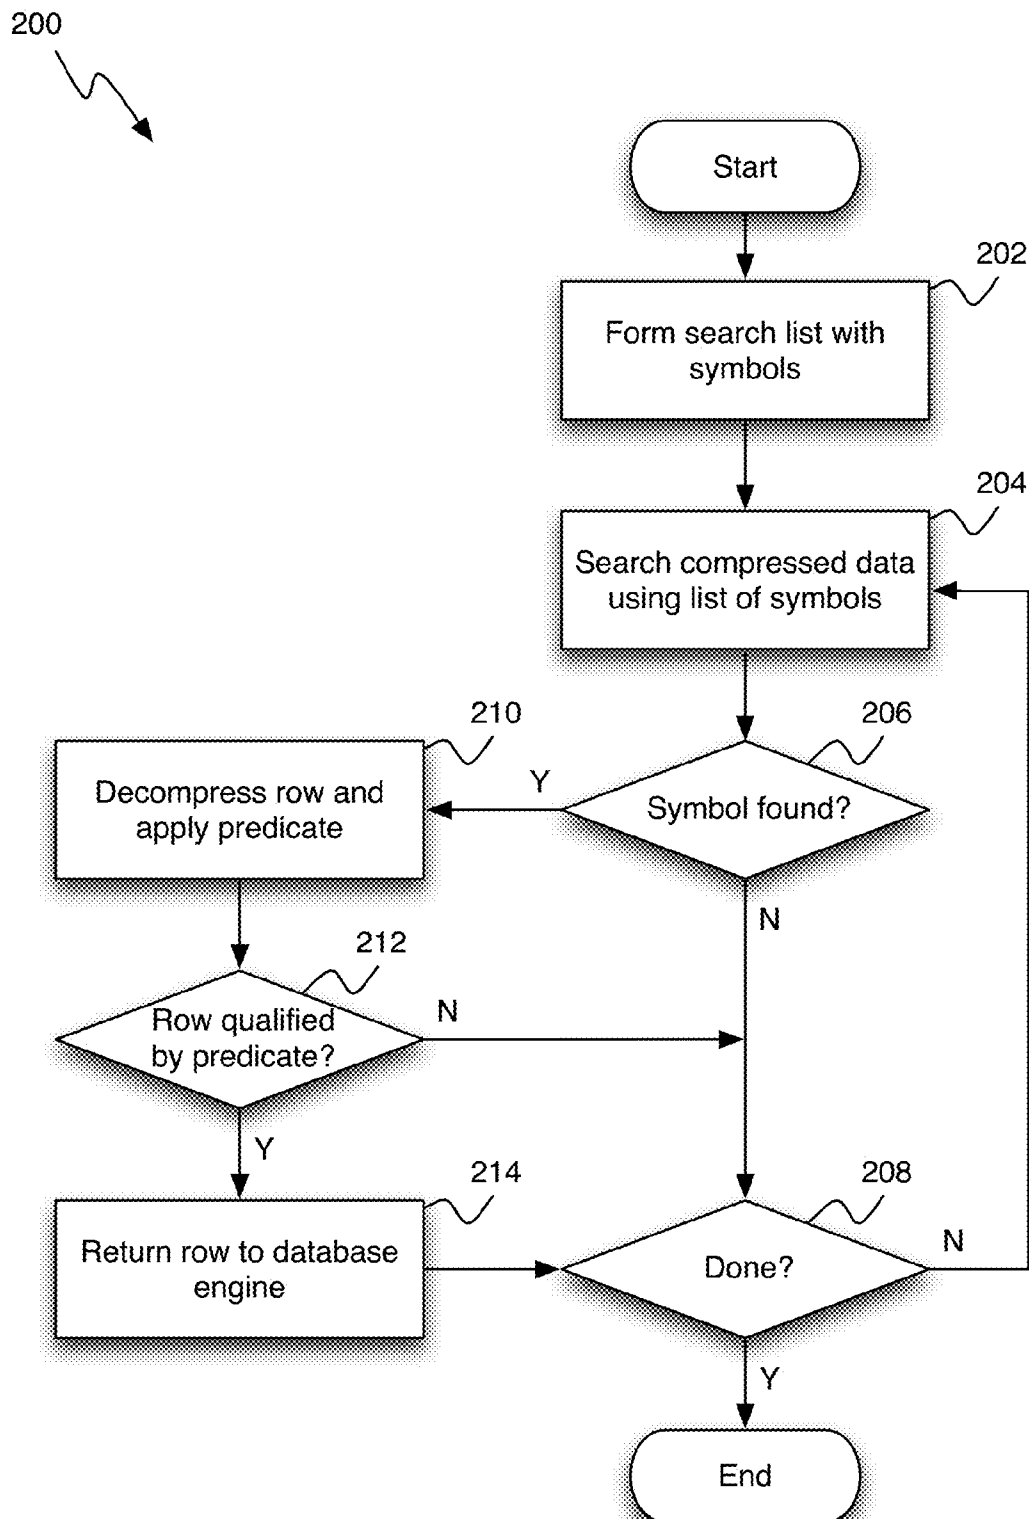 200
Start
202
Form search list with
symbols
204
Search compressed data
using list of symbols
210
206
Decompress row and
apply predicate
Y
Symbol found?
N
212
Row qualified
by predicate?
N
Y
214
208
Return row to database
engine
Done?
N
Y
End